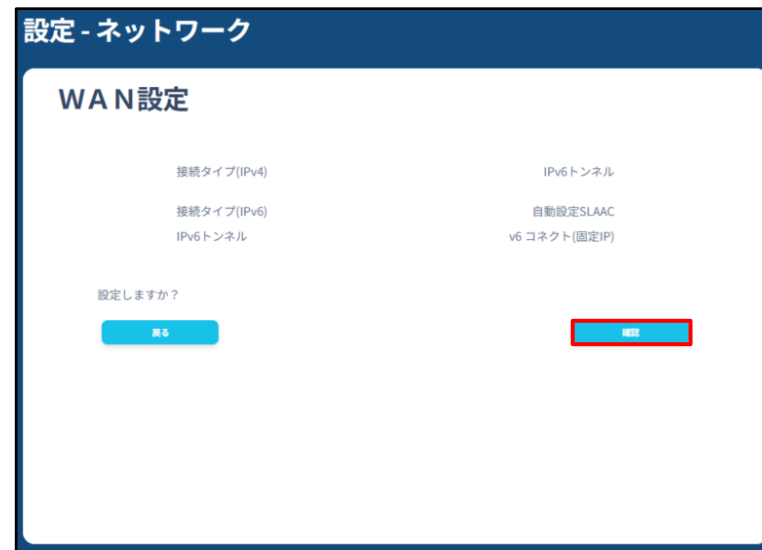 設定 - ネットワーク
ＷＡＮ設定
接続タイプ(IPv4) IPv6トンネル
接続タイプ(IPv6) 自動設定SLAAC
IPv6トンネル v6 コネクト(固定IP)
設定しますか？
戻る 確認